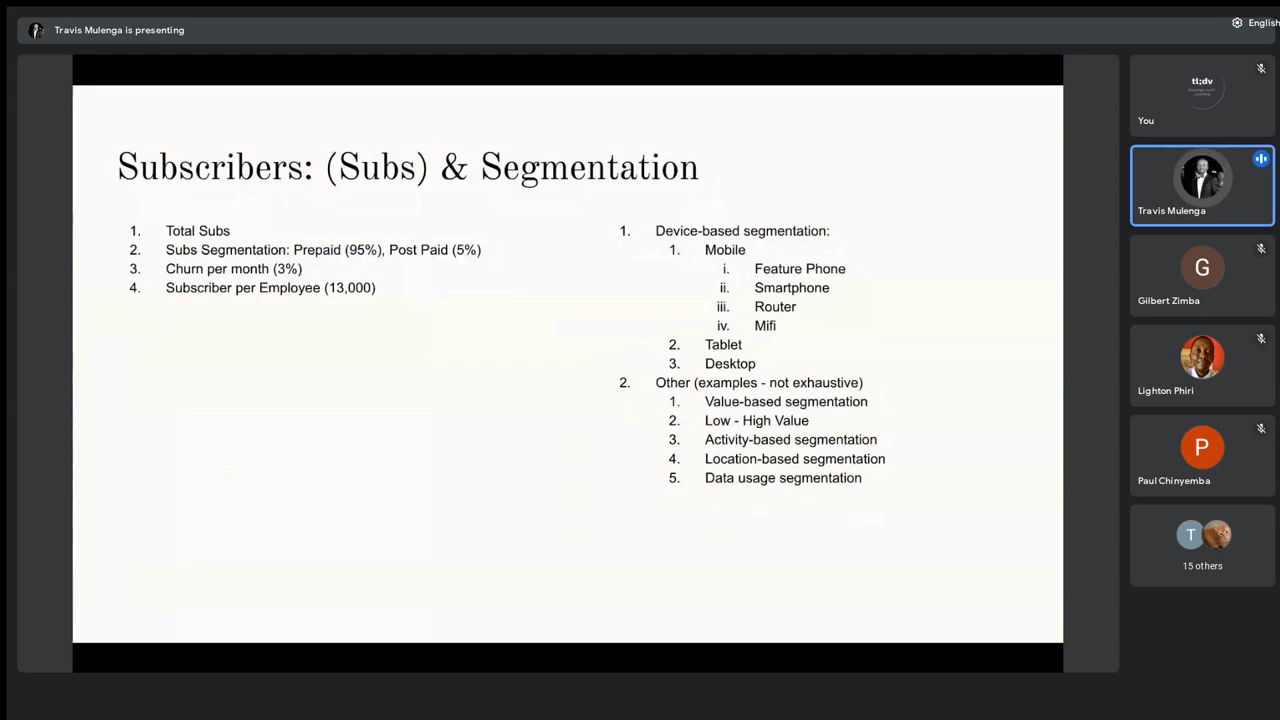 Travis Mulenga is presenting
English
Subscribers: (Subs) & Segmentation
1. Total Subs
2. Subs Segmentation: Prepaid (95%), Post Paid (5%)
3. Churn per month (3%)
4. Subscriber per Employee (13,000)
1. Device-based segmentation:
1. Mobile
i. Feature Phone
ii. Smartphone
iii. Router
iv. Mifi
2. Tablet
3. Desktop
2. Other (examples - not exhaustive)
1. Value-based segmentation
2. Low - High Value
3. Activity-based segmentation
4. Location-based segmentation
5. Data usage segmentation
tl;dv
You
Travis Mulenga
G
Gilbert Zimba
Lighton Phiri
P
Paul Chinyemba
T
15 others